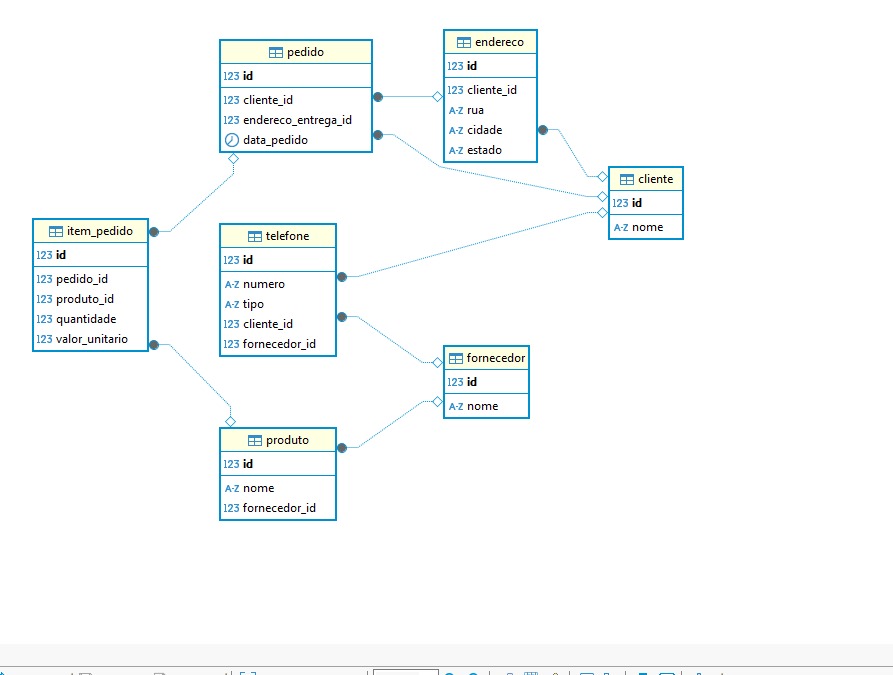 pedido
123 id
123 cliente_id
123 endereco_entrega_id
data_pedido
endereco
123 id
123 cliente_id
A-Z rua
A-Z cidade
A-Z estado
cliente
123 id
A-Z nome
item_pedido
123 id
123 pedido_id
123 produto_id
123 quantidade
123 valor_unitario
telefone
123 id
A-Z numero
A-Z tipo
123 cliente_id
123 fornecedor_id
fornecedor
123 id
A-Z nome
produto
123 id
A-Z nome
123 fornecedor_id